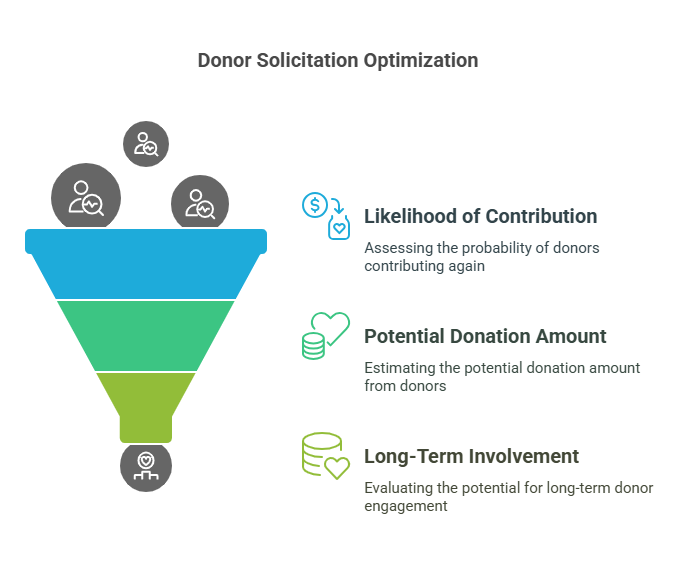 Donor Solicitation Optimization
Likelihood of Contribution
Assessing the probability of donors
contributing again
Potential Donation Amount
Estimating the potential donation amount
from donors
Long-Term Involvement
Evaluating the potential for long-term donor
engagement